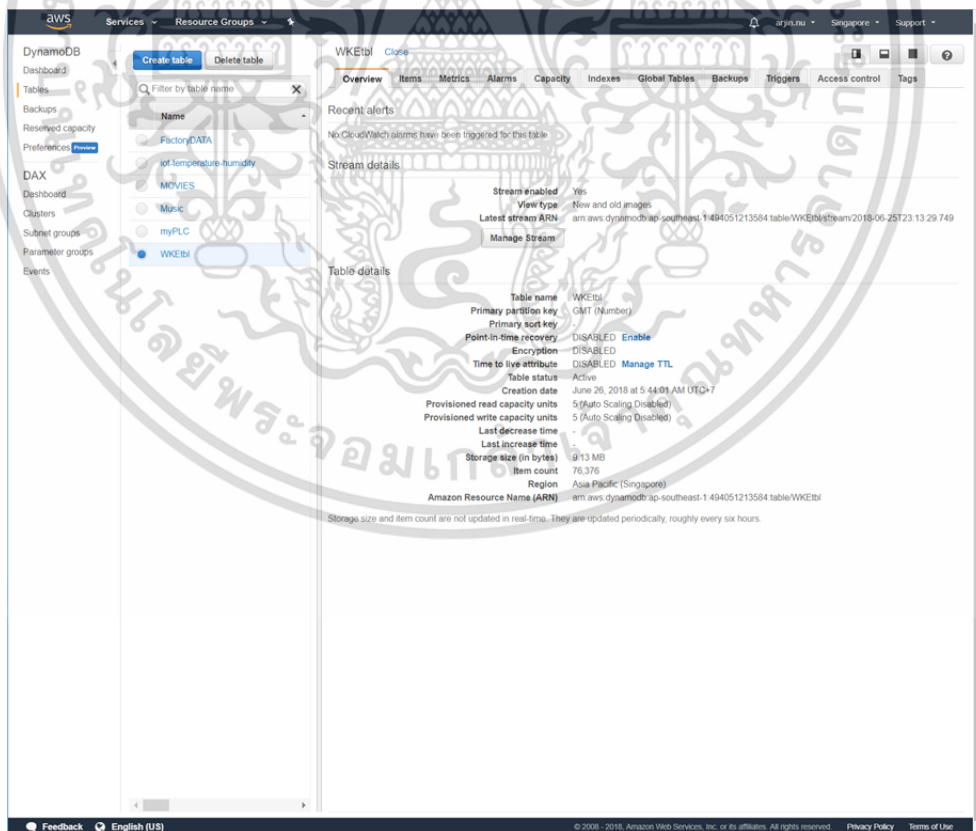 aws Services Resource Groups arjin.nu Singapore Support
DynamoDB
Dashboard
Tables
Backups
Reserved capacity
Preferences Preview
DAX
Dashboard
Clusters
Subnet groups
Parameter groups
Events
Create table Delete table
Filter by table name
Name
FactoryDATA
iot-temperature-humidity
MOVIES
Music
myPLC
WKEtbl
WKEtbl Close
Overview Items Metrics Alarms Capacity Indexes Global Tables Backups Triggers Access control Tags
Recent alerts
No CloudWatch alarms have been triggered for this table.
Stream details
Stream enabled Yes
View type New and old images
Latest stream ARN arn:aws:dynamodb:ap-southeast-1:494051213584:table/WKEtbl/stream/2018-06-25T23:13:29.749
Manage Stream
Table details
Table name WKEtbl
Primary partition key GMT (Number)
Primary sort key -
Point-in-time recovery DISABLED Enable
Encryption DISABLED
Time to live attribute DISABLED Manage TTL
Table status Active
Creation date June 26, 2018 at 5:44:01 AM UTC+7
Provisioned read capacity units 5 (Auto Scaling Disabled)
Provisioned write capacity units 5 (Auto Scaling Disabled)
Last decrease time -
Last increase time -
Storage size (in bytes) 9.13 MB
Item count 76,376
Region Asia Pacific (Singapore)
Amazon Resource Name (ARN) arn:aws:dynamodb:ap-southeast-1:494051213584:table/WKEtbl
Storage size and item count are not updated in real-time. They are updated periodically, roughly every six hours.
Feedback English (US) © 2008 - 2018, Amazon Web Services, Inc. or its affiliates. All rights reserved. Privacy Policy Terms of Use